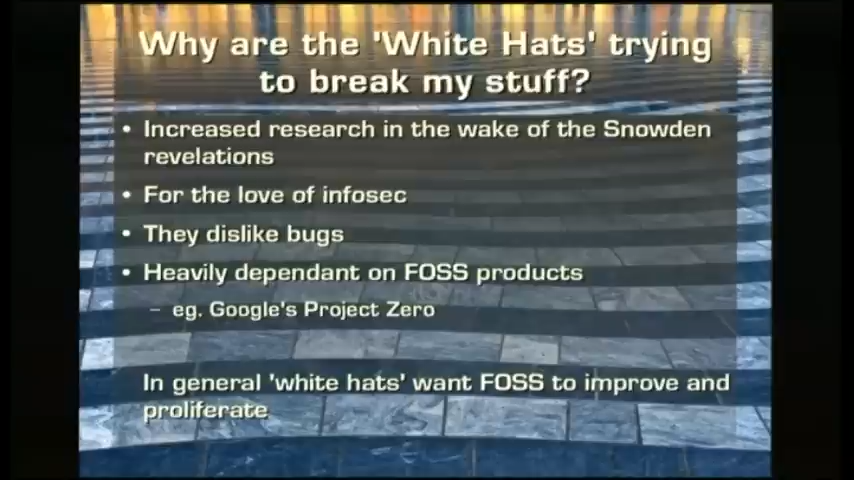 Why are the 'White Hats' trying
to break my stuff?
• Increased research in the wake of the Snowden
revelations
• For the love of infosec
• They dislike bugs
• Heavily dependant on FOSS products
– eg. Google's Project Zero
In general 'white hats' want FOSS to improve and
proliferate